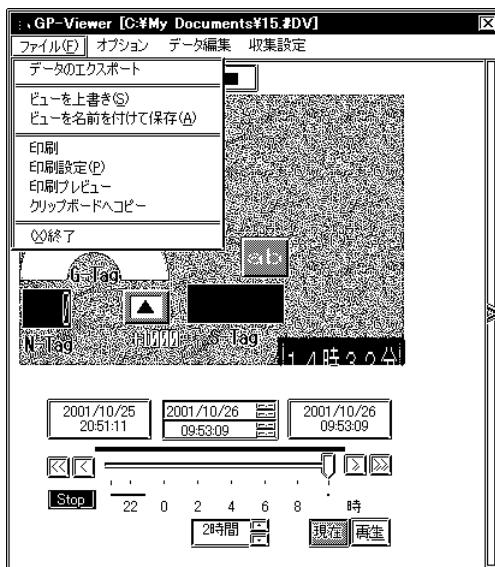 GP-Viewer [C:¥My Documents¥15.#DV]
ファイル(F) オプション データ編集 収集設定
データのエクスポート
ビューを上書き(S)
ビューを名前を付けて保存(A)
印刷
印刷設定(P)
印刷プレビュー
クリップボードへコピー
(X)終了
ab
G-Tag
0
▲
N-Tag +1000 S-Tag
14時32分
2001/10/25 20:51:11
2001/10/26 09:53:09
2001/10/26 09:53:09
<< < > >>
Stop 22 0 2 4 6 8 時
2時間 現在 再生